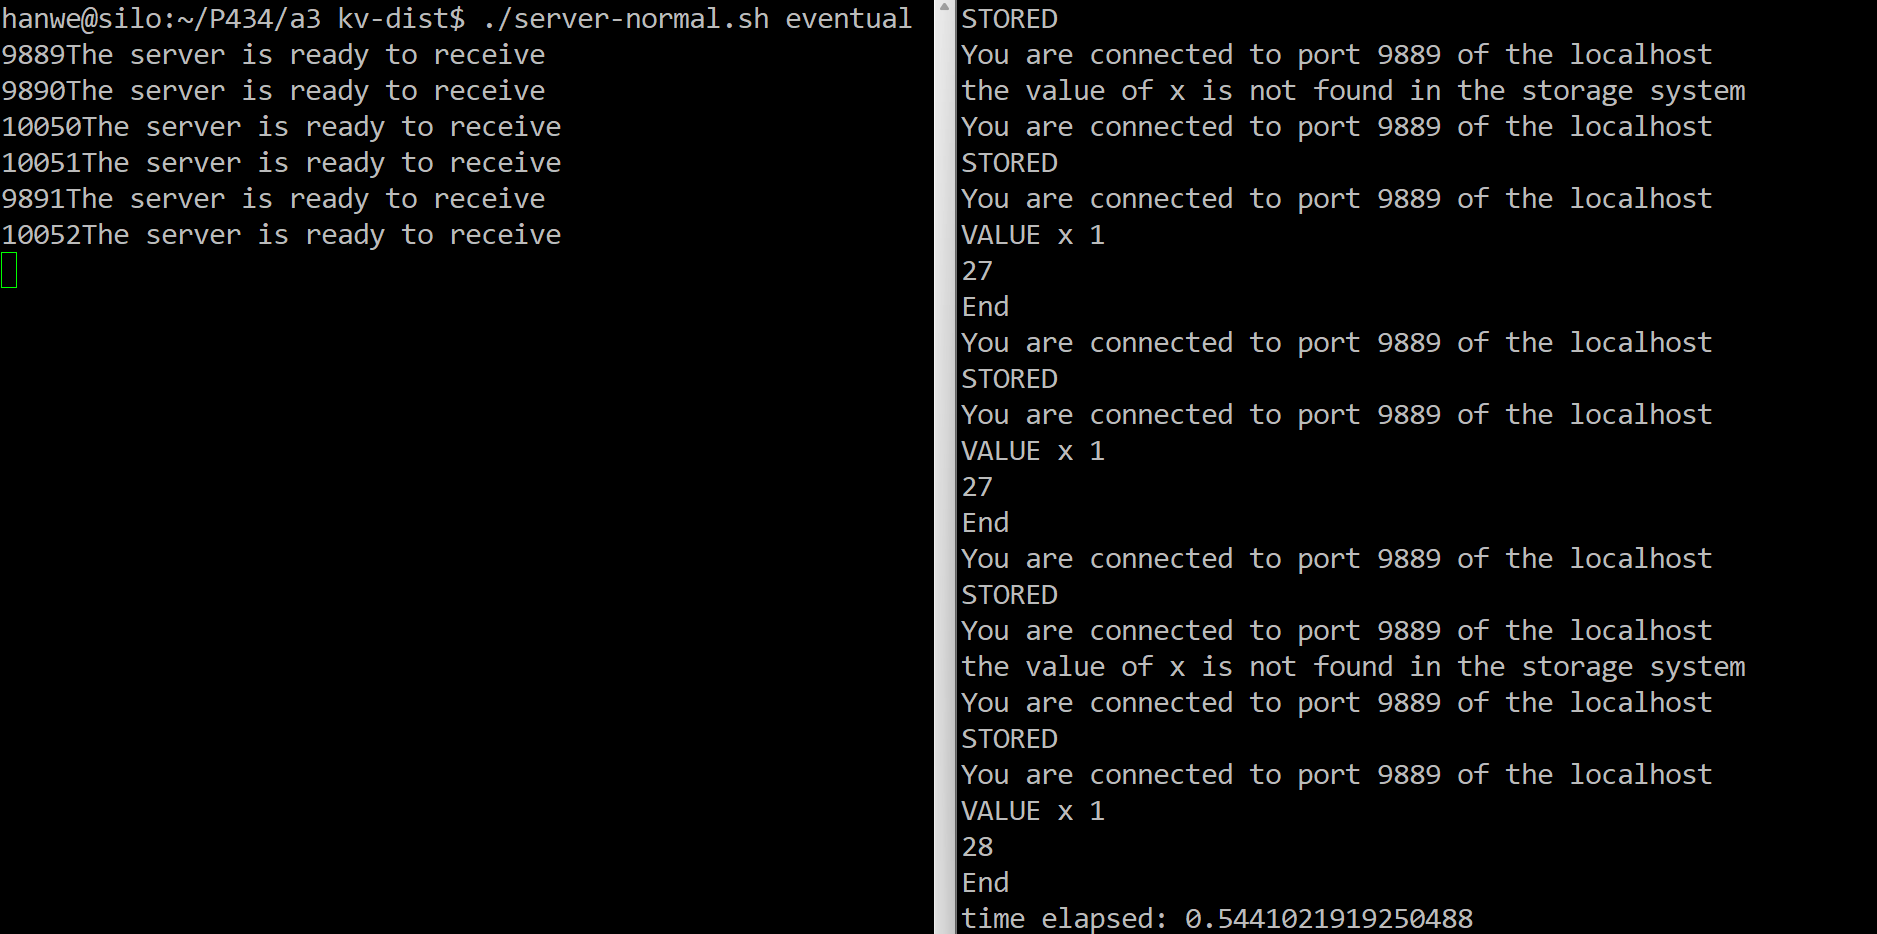 hanwe@silo:~/P434/a3 kv-dist$ ./server-normal.sh eventual
9889The server is ready to receive
9890The server is ready to receive
10050The server is ready to receive
10051The server is ready to receive
9891The server is ready to receive
10052The server is ready to receive
STORED
You are connected to port 9889 of the localhost
the value of x is not found in the storage system
You are connected to port 9889 of the localhost
STORED
You are connected to port 9889 of the localhost
VALUE x 1
27
End
You are connected to port 9889 of the localhost
STORED
You are connected to port 9889 of the localhost
VALUE x 1
27
End
You are connected to port 9889 of the localhost
STORED
You are connected to port 9889 of the localhost
the value of x is not found in the storage system
You are connected to port 9889 of the localhost
STORED
You are connected to port 9889 of the localhost
VALUE x 1
28
End
time elapsed: 0.5441021919250488